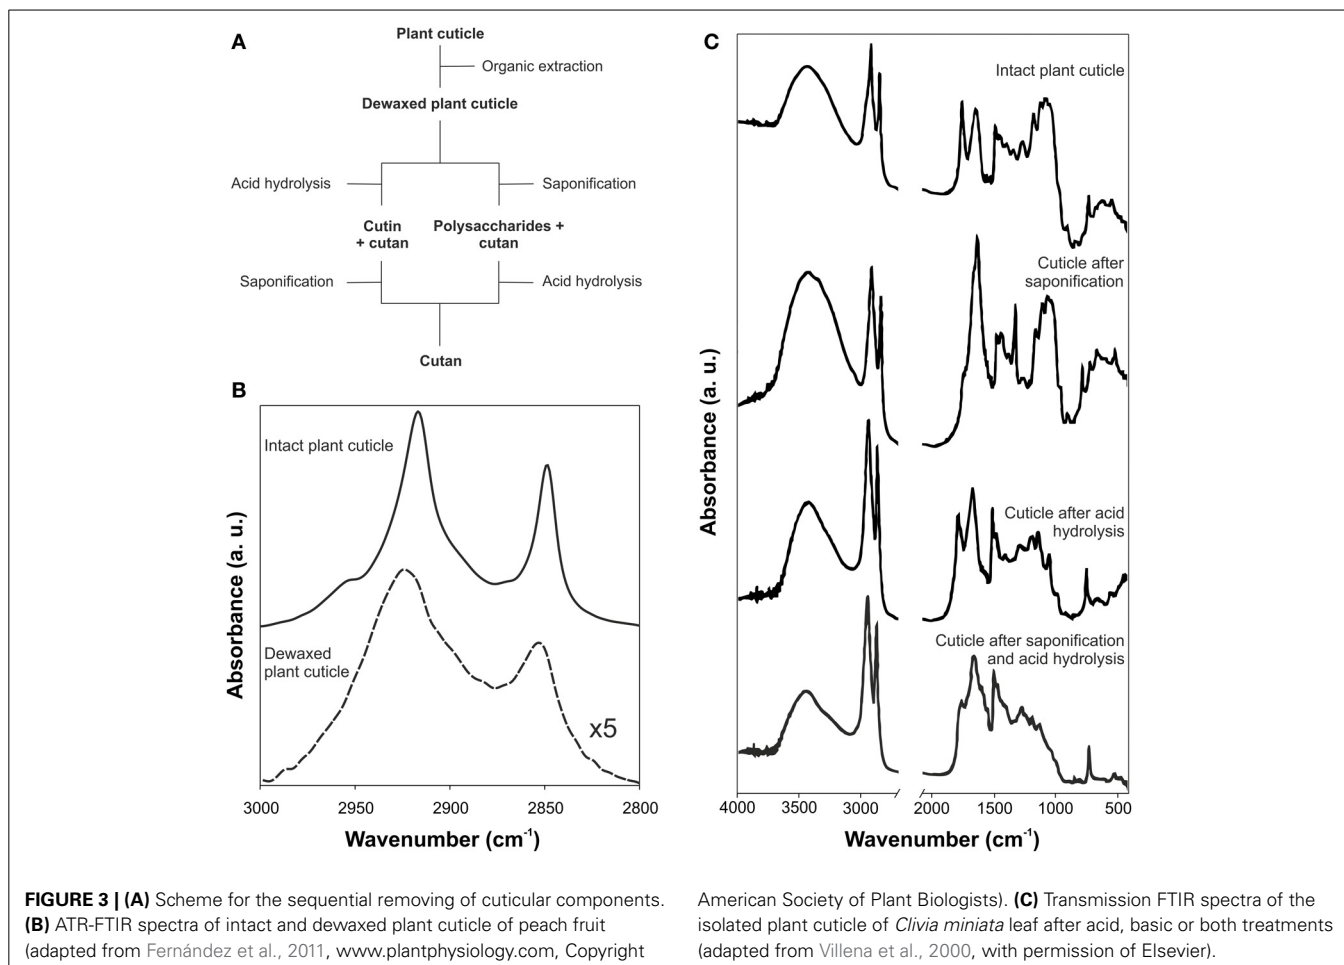 A
Plant cuticle
Organic extraction
Dewaxed plant cuticle
Acid hydrolysis
Saponification
Cutin
+ cutan
Polysaccharides +
cutan
Saponification
Acid hydrolysis
Cutan
B
Intact plant cuticle
Dewaxed
plant cuticle
x5
Absorbance (a. u.)
3000 2950 2900 2850 2800
Wavenumber (cm⁻¹)
C
Intact plant cuticle
Cuticle after
saponification
Cuticle after acid
hydrolysis
Cuticle after saponification
and acid hydrolysis
Absorbance (a. u.)
4000 3500 3000 2000 1500 1000 500
Wavenumber (cm⁻¹)
FIGURE 3 | (A) Scheme for the sequential removing of cuticular components.
(B) ATR-FTIR spectra of intact and dewaxed plant cuticle of peach fruit
(adapted from Fernández et al., 2011, www.plantphysiology.com, Copyright
American Society of Plant Biologists). (C) Transmission FTIR spectra of the
isolated plant cuticle of Clivia miniata leaf after acid, basic or both treatments
(adapted from Villena et al., 2000, with permission of Elsevier).